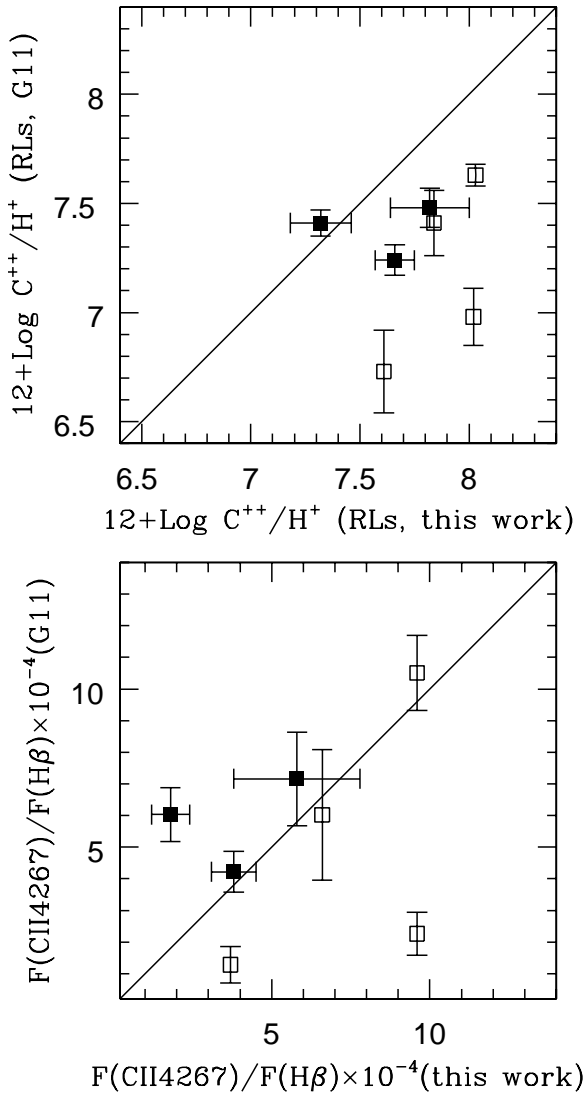 12+Log C⁺⁺/H⁺ (RLs, G11)
8
7.5
7
6.5
6.5 7 7.5 8
12+Log C⁺⁺/H⁺ (RLs, this work)
F(CII4267)/F(Hβ)×10⁻⁴(G11)
10
5
5 10
F(CII4267)/F(Hβ)×10⁻⁴(this work)